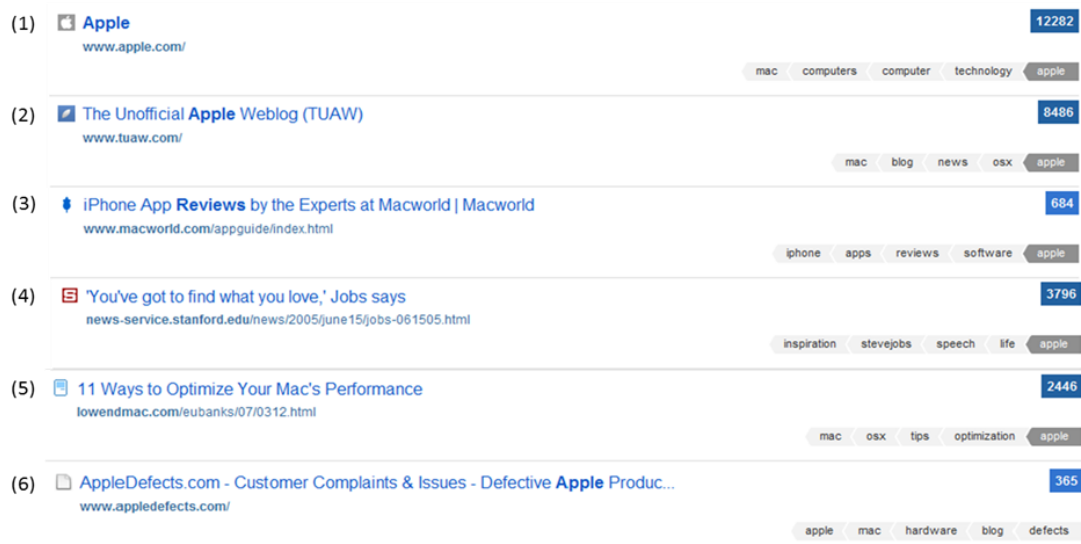 (1) Apple 12282
www.apple.com/
mac computers computer technology apple
(2) The Unofficial Apple Weblog (TUAW) 8486
www.tuaw.com/
mac blog news osx apple
(3) iPhone App Reviews by the Experts at Macworld | Macworld 684
www.macworld.com/appguide/index.html
iphone apps reviews software apple
(4) 'You've got to find what you love,' Jobs says 3796
news-service.stanford.edu/news/2005/june15/jobs-061505.html
inspiration stevejobs speech life apple
(5) 11 Ways to Optimize Your Mac's Performance 2446
lowendmac.com/eubanks/07/0312.html
mac osx tips optimization apple
(6) AppleDefects.com - Customer Complaints & Issues - Defective Apple Produc... 365
www.appledefects.com/
apple mac hardware blog defects